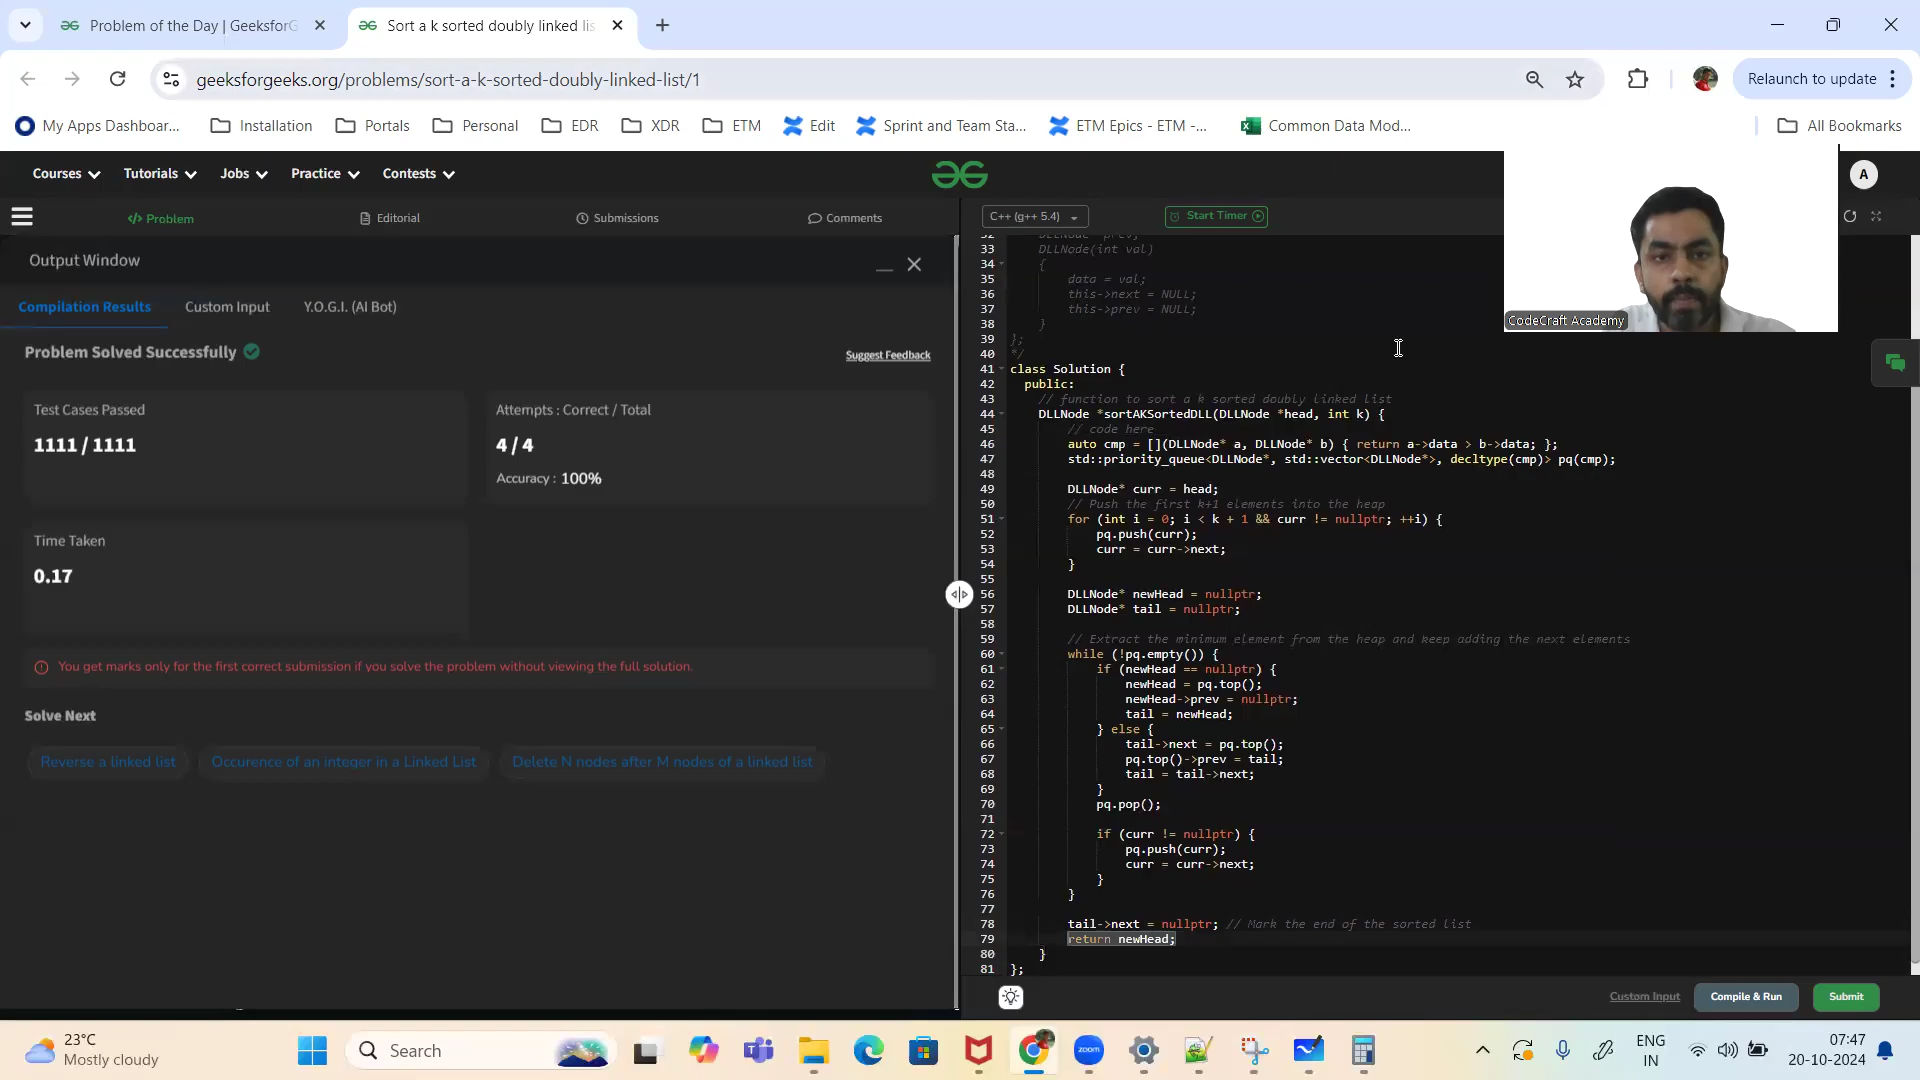 Problem of the Day | GeeksforG
Sort a k sorted doubly linked lis
geeksforgeeks.org/problems/sort-a-k-sorted-doubly-linked-list/1
Relaunch to update
My Apps Dashboar...
Installation
Portals
Personal
EDR
XDR
ETM
Edit
Sprint and Team Sta...
ETM Epics - ETM -...
Common Data Mod...
All Bookmarks
Courses
Tutorials
Jobs
Practice
Contests
A
</> Problem
Editorial
Submissions
Comments
C++ (g++ 5.4)
Start Timer
Output Window
Compilation Results
Custom Input
Y.O.G.I. (AI Bot)
Problem Solved Successfully
Suggest Feedback
Test Cases Passed
1111 / 1111
Attempts : Correct / Total
4 / 4
Accuracy : 100%
Time Taken
0.17
You get marks only for the first correct submission if you solve the problem without viewing the full solution.
Solve Next
Reverse a linked list
Occurence of an integer in a Linked List
Delete N nodes after M nodes of a linked list
32 DLLNode *prev;
33 DLLNode(int val)
34 {
35 data = val;
36 this->next = NULL;
37 this->prev = NULL;
38 }
39 };
40 */
41 class Solution {
42 public:
43 // function to sort a k sorted doubly linked list
44 DLLNode *sortAKSortedDLL(DLLNode *head, int k) {
45 // code here
46 auto cmp = [](DLLNode* a, DLLNode* b) { return a->data > b->data; };
47 std::priority_queue<DLLNode*, std::vector<DLLNode*>, decltype(cmp)> pq(cmp);
48
49 DLLNode* curr = head;
50 // Push the first k+1 elements into the heap
51 for (int i = 0; i < k + 1 && curr != nullptr; ++i) {
52 pq.push(curr);
53 curr = curr->next;
54 }
55
56 DLLNode* newHead = nullptr;
57 DLLNode* tail = nullptr;
58
59 // Extract the minimum element from the heap and keep adding the next elements
60 while (!pq.empty()) {
61 if (newHead == nullptr) {
62 newHead = pq.top();
63 newHead->prev = nullptr;
64 tail = newHead;
65 } else {
66 tail->next = pq.top();
67 pq.top()->prev = tail;
68 tail = tail->next;
69 }
70 pq.pop();
71
72 if (curr != nullptr) {
73 pq.push(curr);
74 curr = curr->next;
75 }
76 }
77
78 tail->next = nullptr; // Mark the end of the sorted list
79 return newHead;
80 }
81 };
CodeCraft Academy
Custom Input
Compile & Run
Submit
23°C
Mostly cloudy
Search
zoom
ENG
IN
07:47
20-10-2024